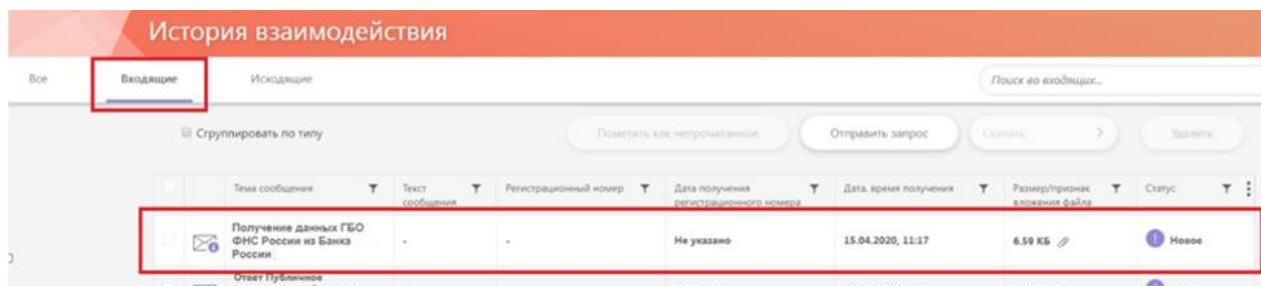 История взаимодействия
Все Входящие Исходящие Поиск во входящих...
Сгруппировать по типу Пометить как непрочитанное Отправить запрос Скачать Удалить
Тема сообщения Текст сообщения Регистрационный номер Дата получения регистрационного номера Дата, время получения Размер/признак вложения файла Статус
Получение данных ГБО
ФНС России из Банка
России
- - Не указано 15.04.2020, 11:17 6.59 КБ Новое
Ответ Публичное